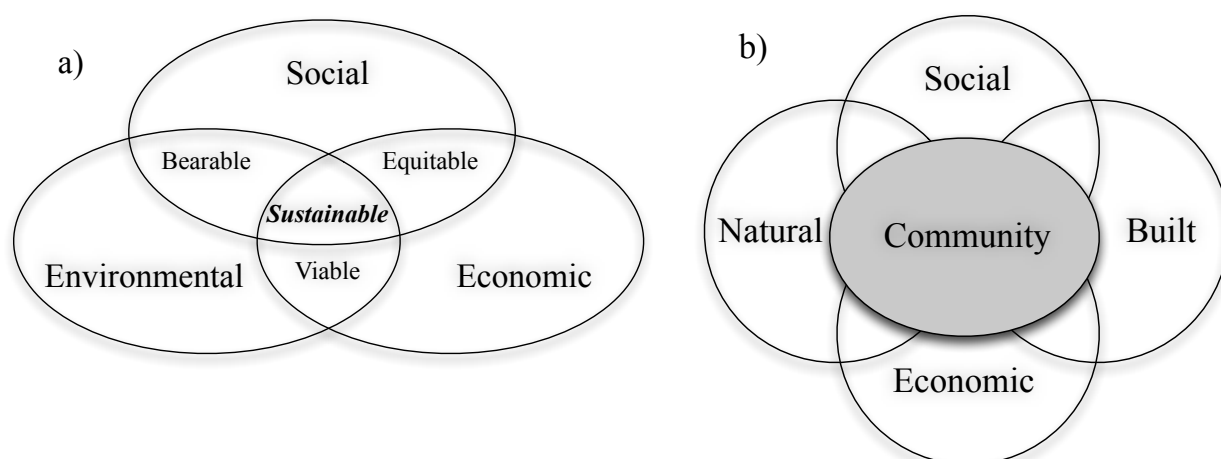 a)
Social
Bearable
Equitable
Sustainable
Environmental
Viable
Economic
b)
Social
Natural
Community
Built
Economic